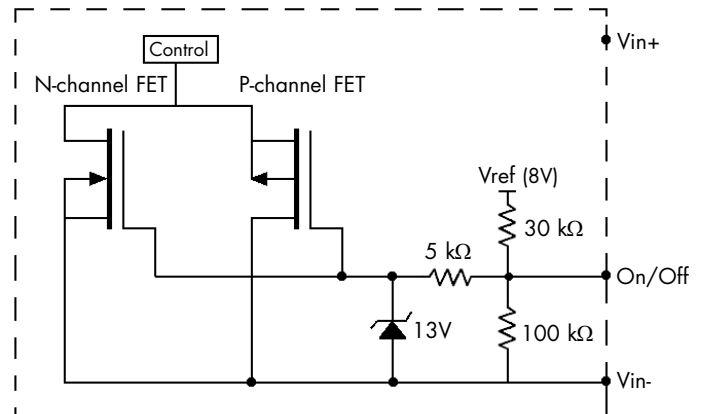 Control
Vin+
N-channel FET
P-channel FET
Vref (8V)
30 kΩ
5 kΩ
On/Off
13V
100 kΩ
Vin-